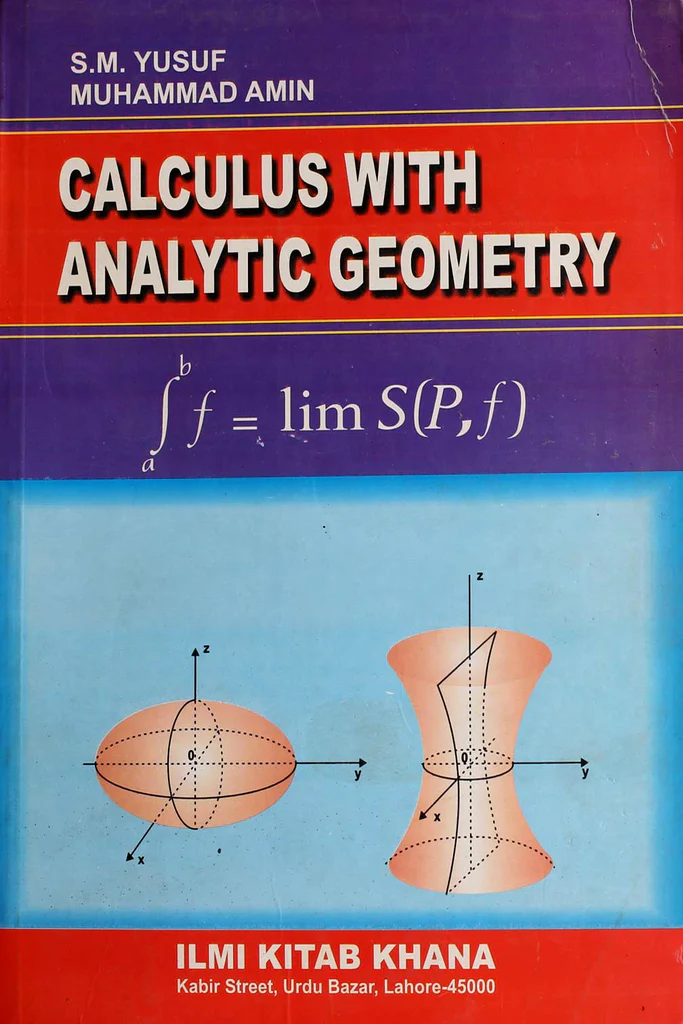 S.M. YUSUF
MUHAMMAD AMIN
CALCULUS WITH
ANALYTIC GEOMETRY
b
∫ f = lim S(P, f)
a
z
0
y
x
z
0
y
x
ILMI KITAB KHANA
Kabir Street, Urdu Bazar, Lahore-45000